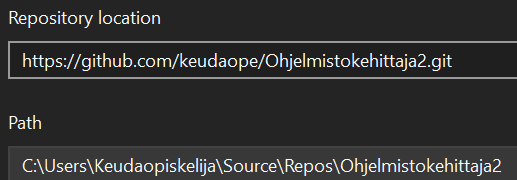 Repository location
https://github.com/keudaope/Ohjelmistokehittaja2.git
Path
C:\Users\Keudaopiskelija\Source\Repos\Ohjelmistokehittaja2